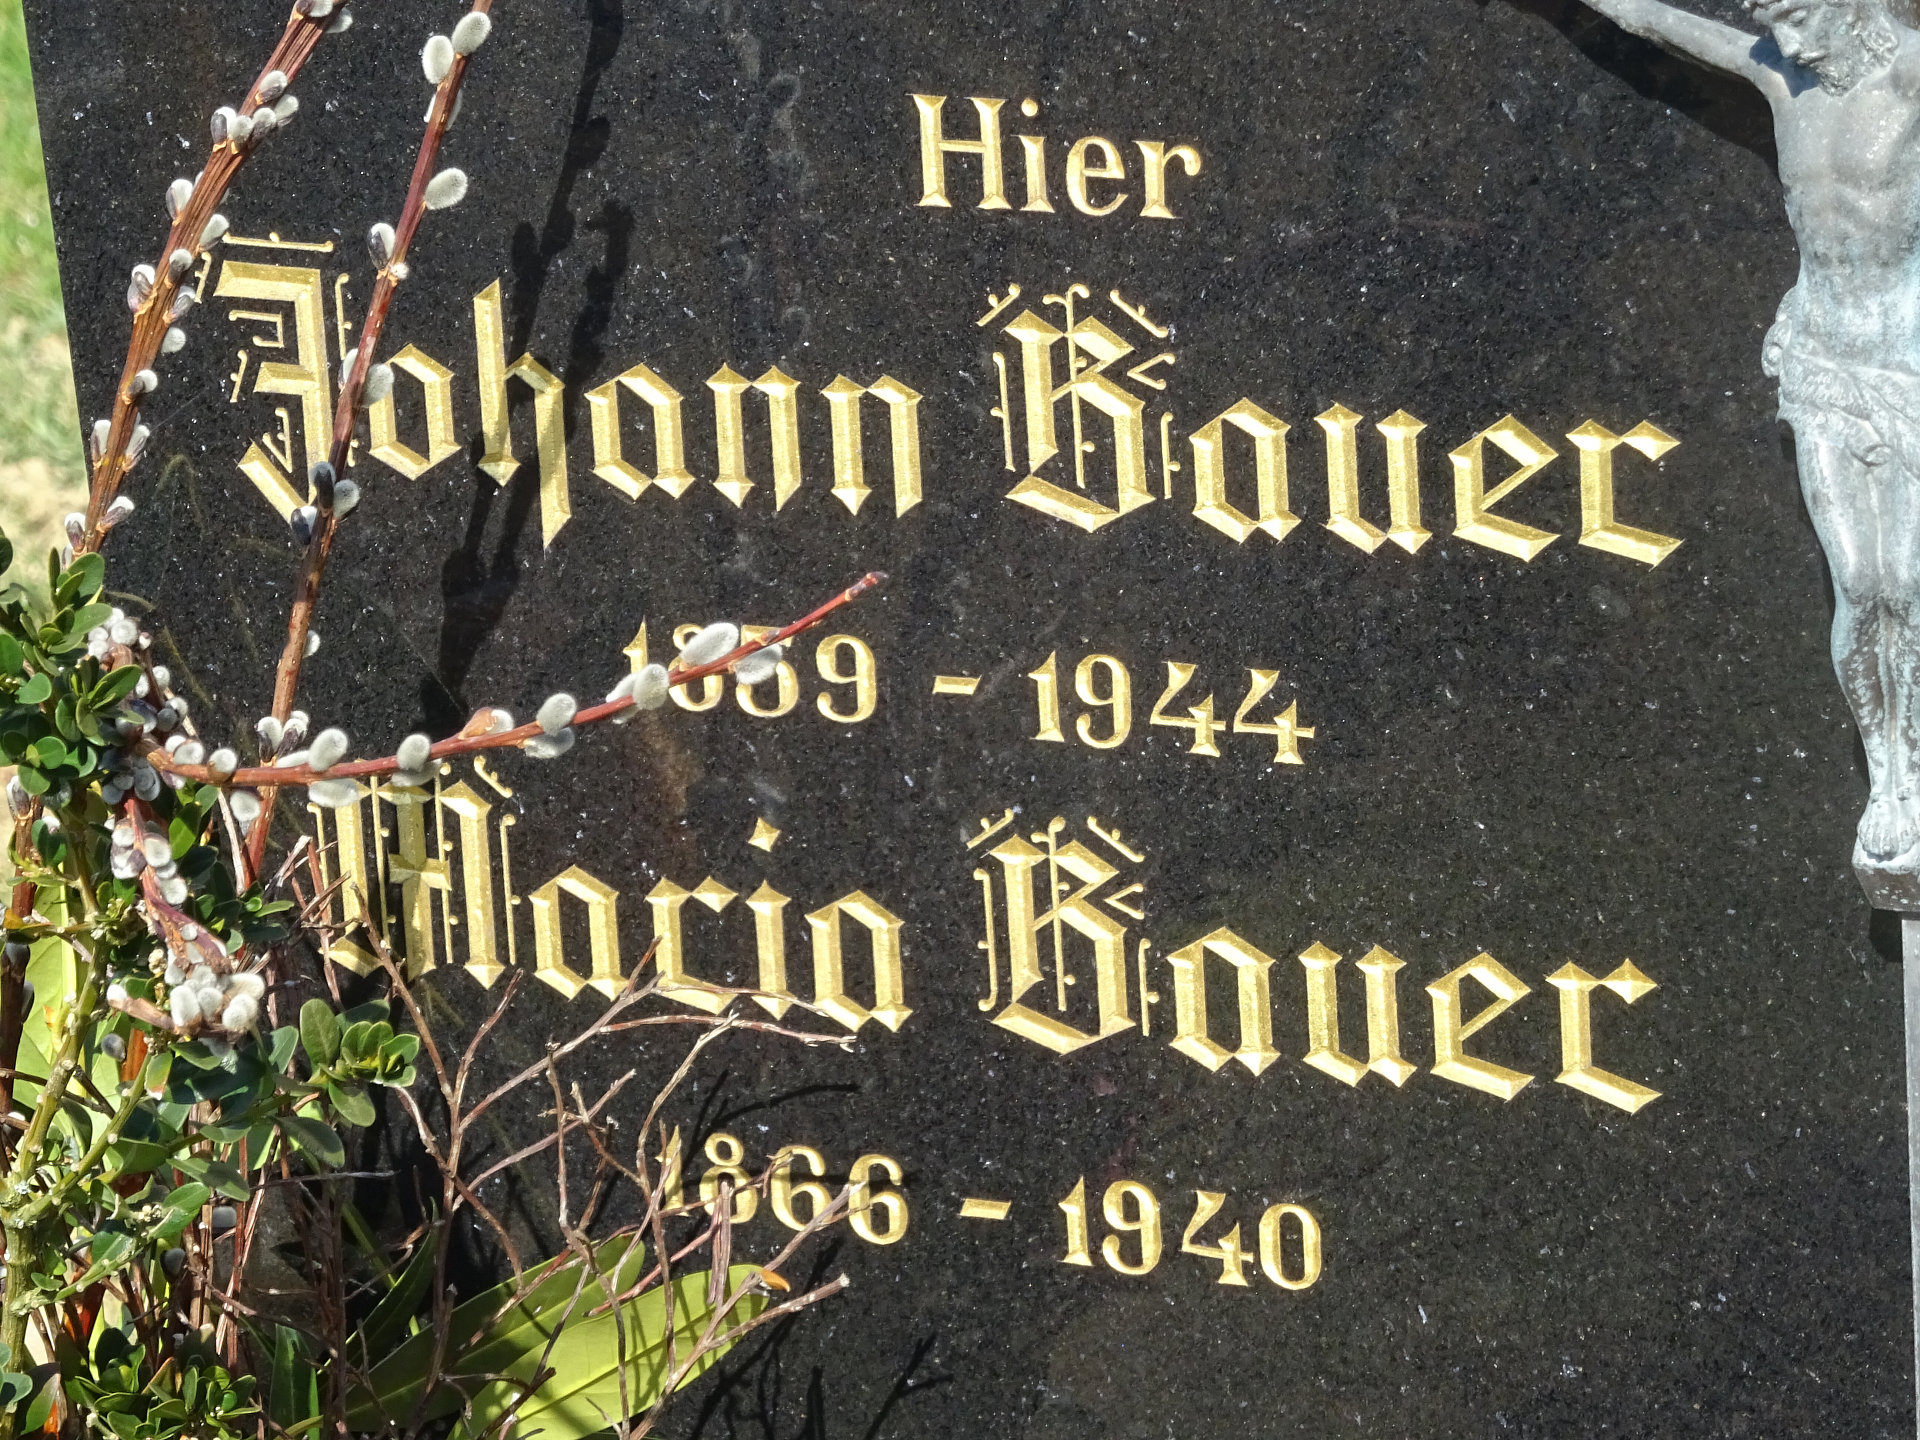 Hier
Johann Bauer
- 1944
Maria Bauer
1866 - 1940